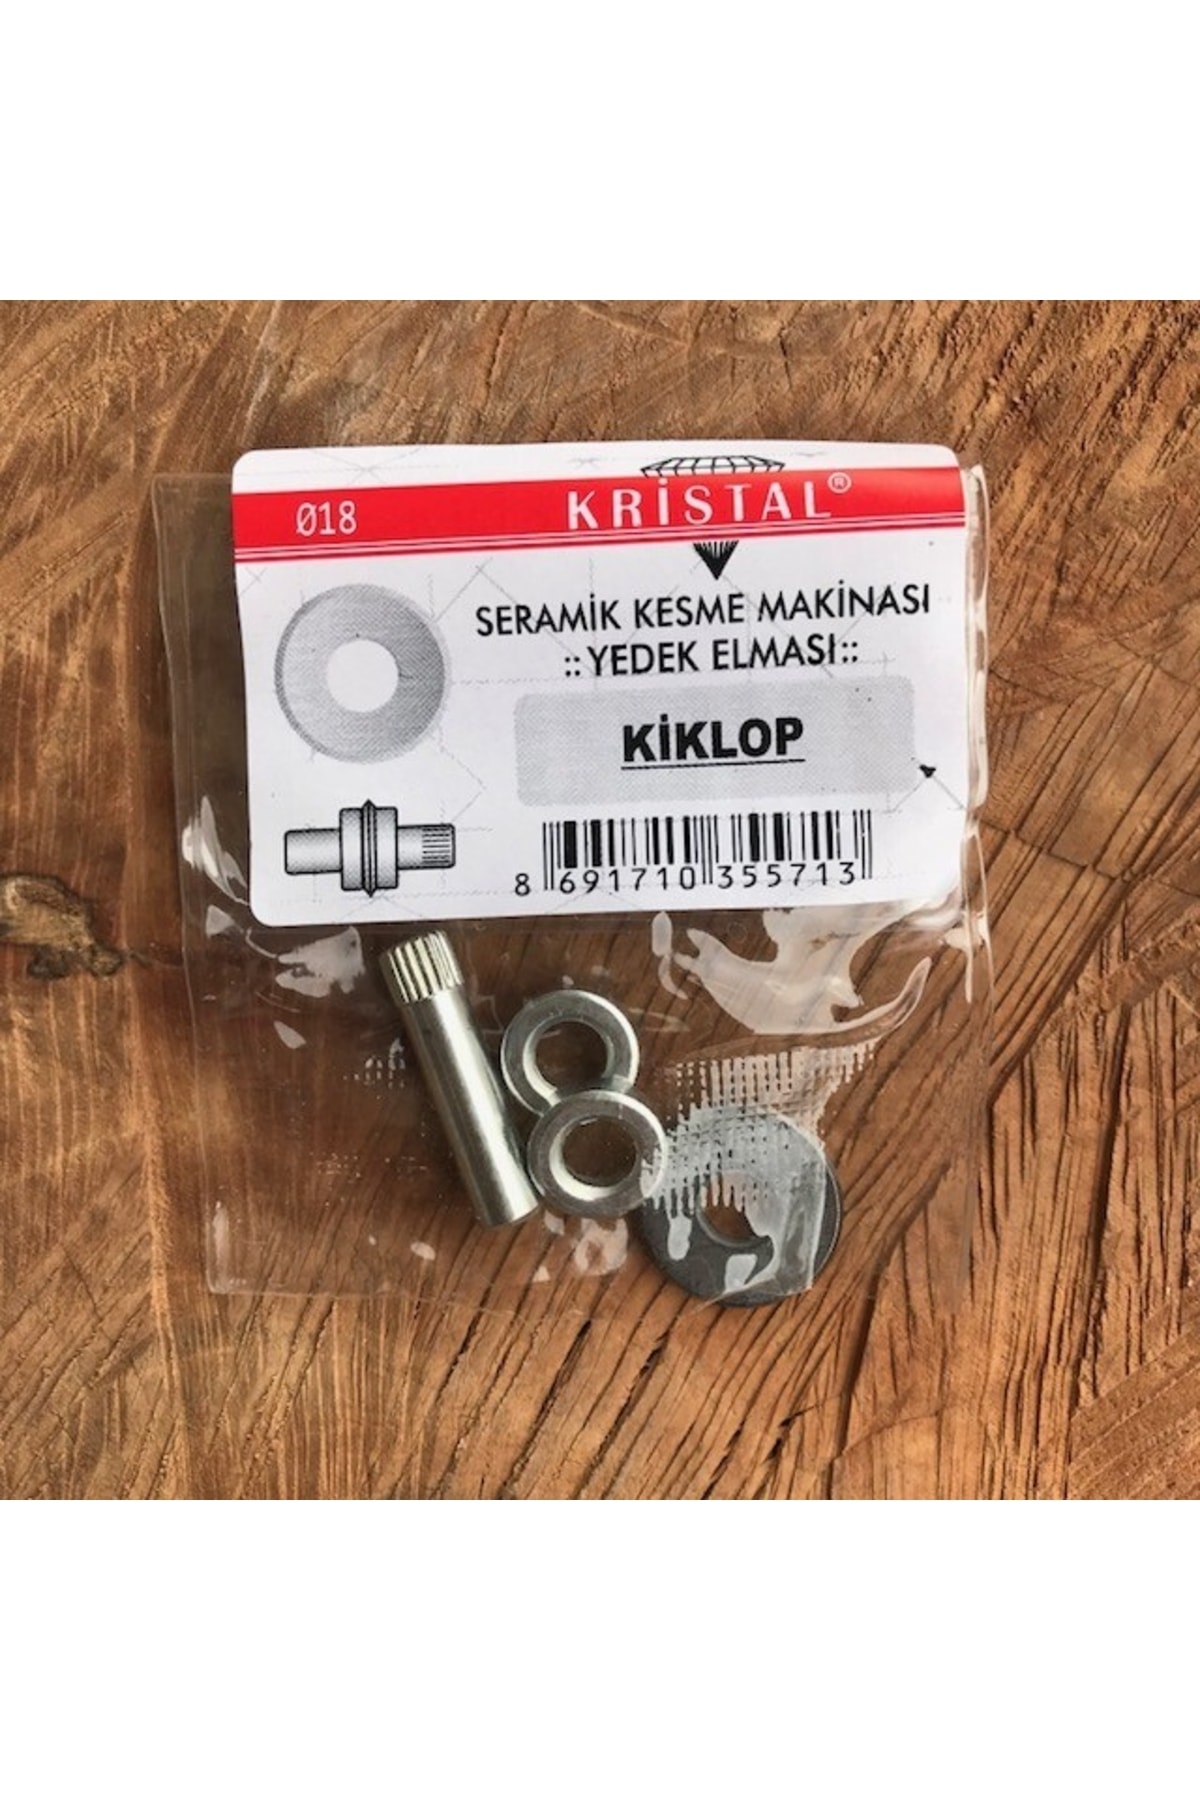 Ø18
KRİSTAL®
SERAMİK KESME MAKİNASI
:: YEDEK ELMASI ::
KİKLOP
8 691710 355713